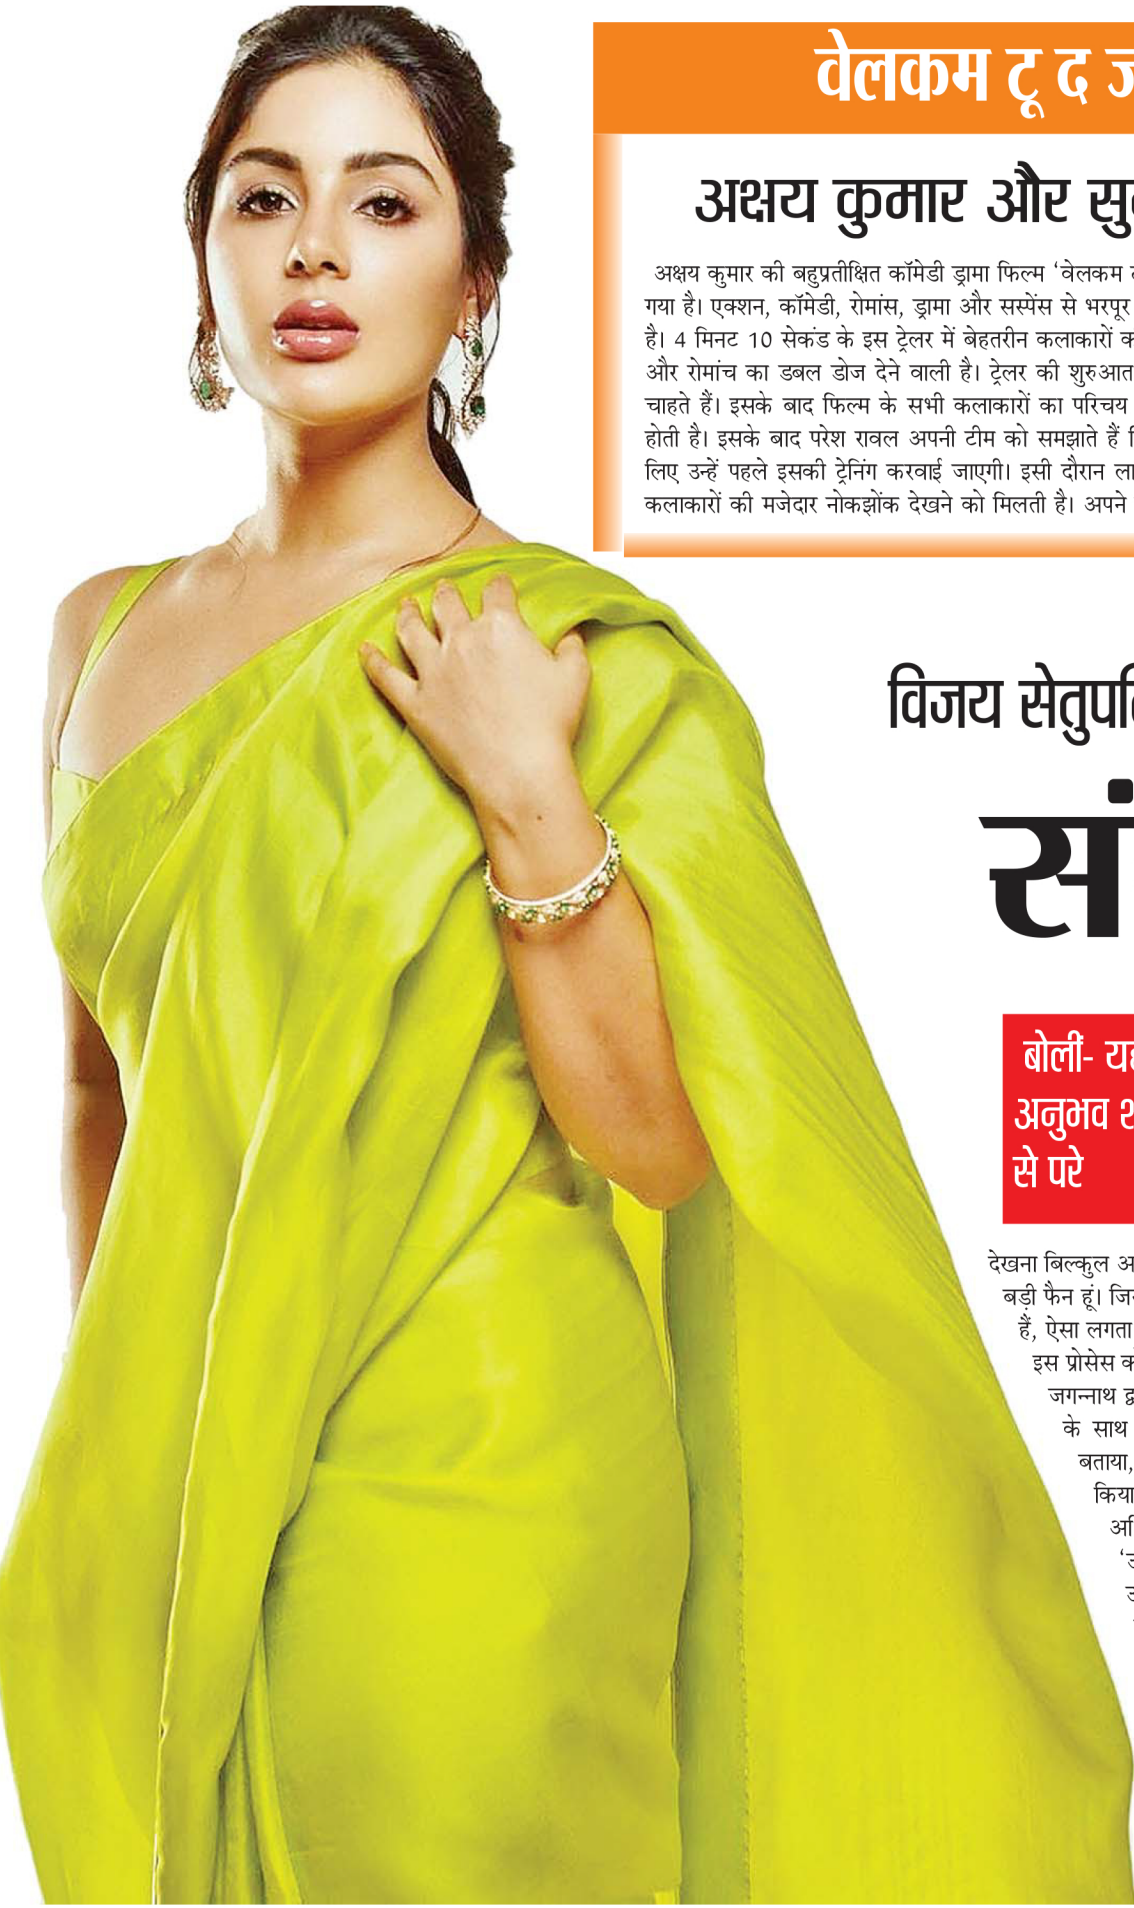 वेलकम टू द
अक्षय कुमार और
अक्षय कुमार की बहुप्रतीक्षित कॉमेडी ड्रामा फिल्म ‘वेलकम
गया है। एक्शन, कॉमेडी, रोमांस, ड्रामा और सस्पेंस से भरपूर
है। 4 मिनट 10 सेकंड के इस ट्रेलर में बेहतरीन कलाकारों
और रोमांच का डबल डोज देने वाली है। ट्रेलर की शुरुआत
चाहते हैं। इसके बाद फिल्म के सभी कलाकारों का परिचय
होती है। इसके बाद परेश रावल अपनी टीम को समझाते हैं
लिए उन्हें पहले इसकी ट्रेनिंग करवाई जाएगी। इसी दौरान
कलाकारों की मजेदार नोकझोंक देखने को मिलती है। अपने
विजय
सं
बोलीं-
अनुभव
से परे
देखना बिल्कुल
बड़ी फैन हूं।
हैं, ऐसा लगता
इस प्रोसेस
जगन्नाथ
के साथ
बताया,
किया